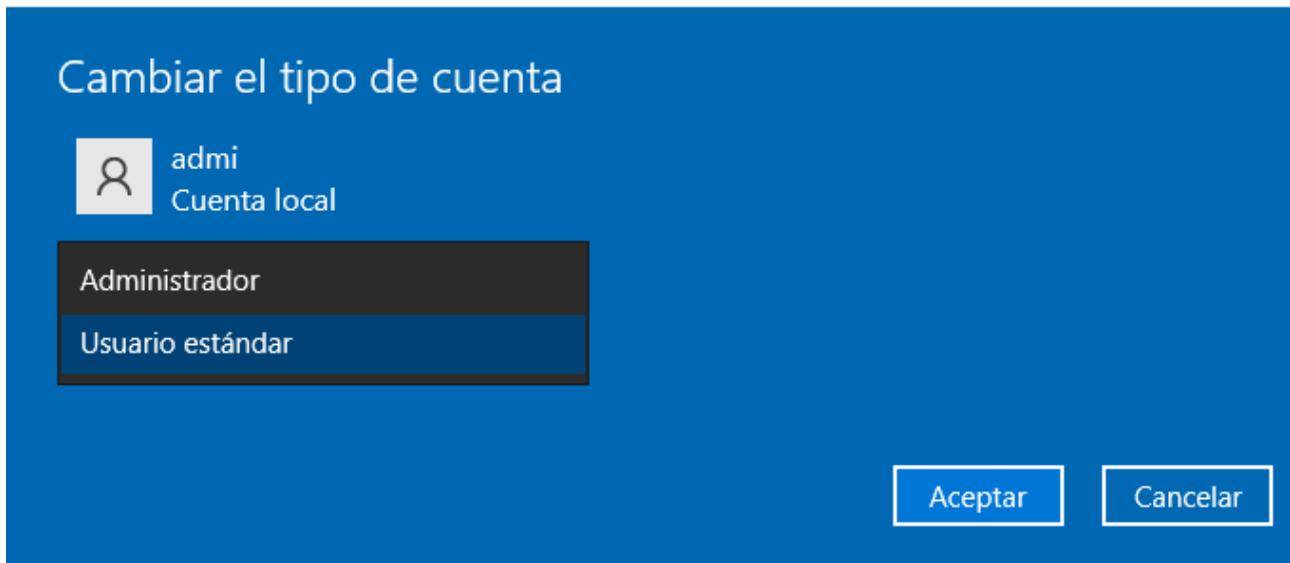 Cambiar el tipo de cuenta
admi
Cuenta local
Administrador
Usuario estándar
Aceptar
Cancelar